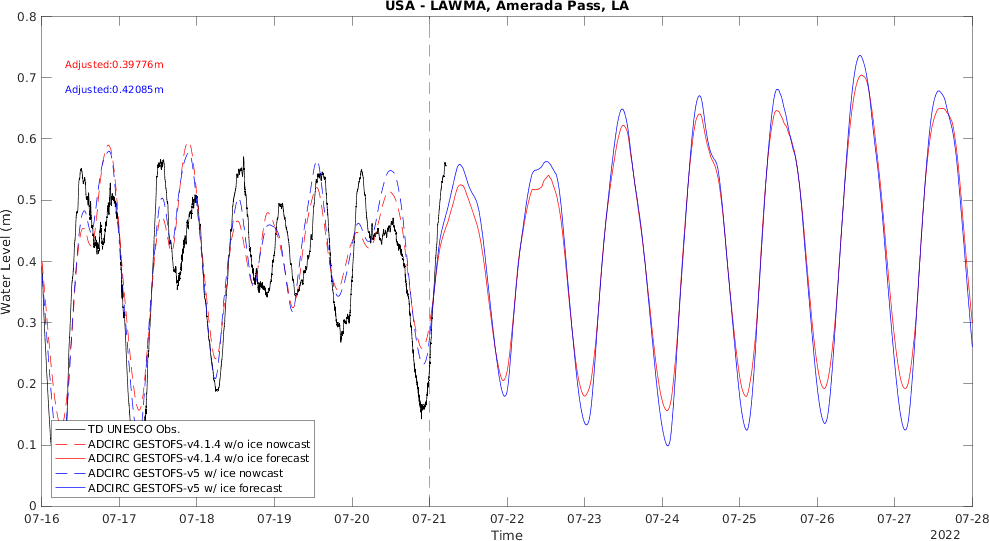 USA - LAWMA, Amerada Pass, LA
0.8
0.7
0.6
0.5
0.4
0.3
0.2
0.1
0
Water Level (m)
Adjusted:0.39776m
Adjusted:0.42085m
TD UNESCO Obs.
ADCIRC GESTOFS-v4.1.4 w/o ice nowcast
ADCIRC GESTOFS-v4.1.4 w/o ice forecast
ADCIRC GESTOFS-v5 w/ ice nowcast
ADCIRC GESTOFS-v5 w/ ice forecast
07-16 07-17 07-18 07-19 07-20 07-21 07-22 07-23 07-24 07-25 07-26 07-27 07-28
Time
2022